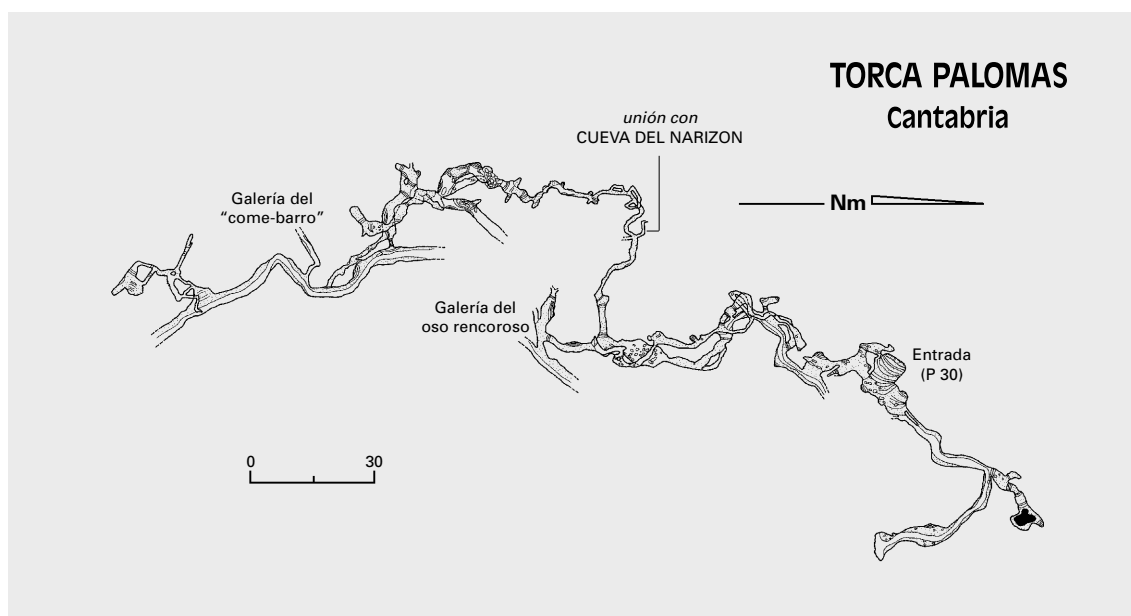 TORCA PALOMAS
Cantabria
unión con
CUEVA DEL NARIZON
Nm
Galería del
“come-barro”
Galería del
oso rencoroso
Entrada
(P 30)
0 30